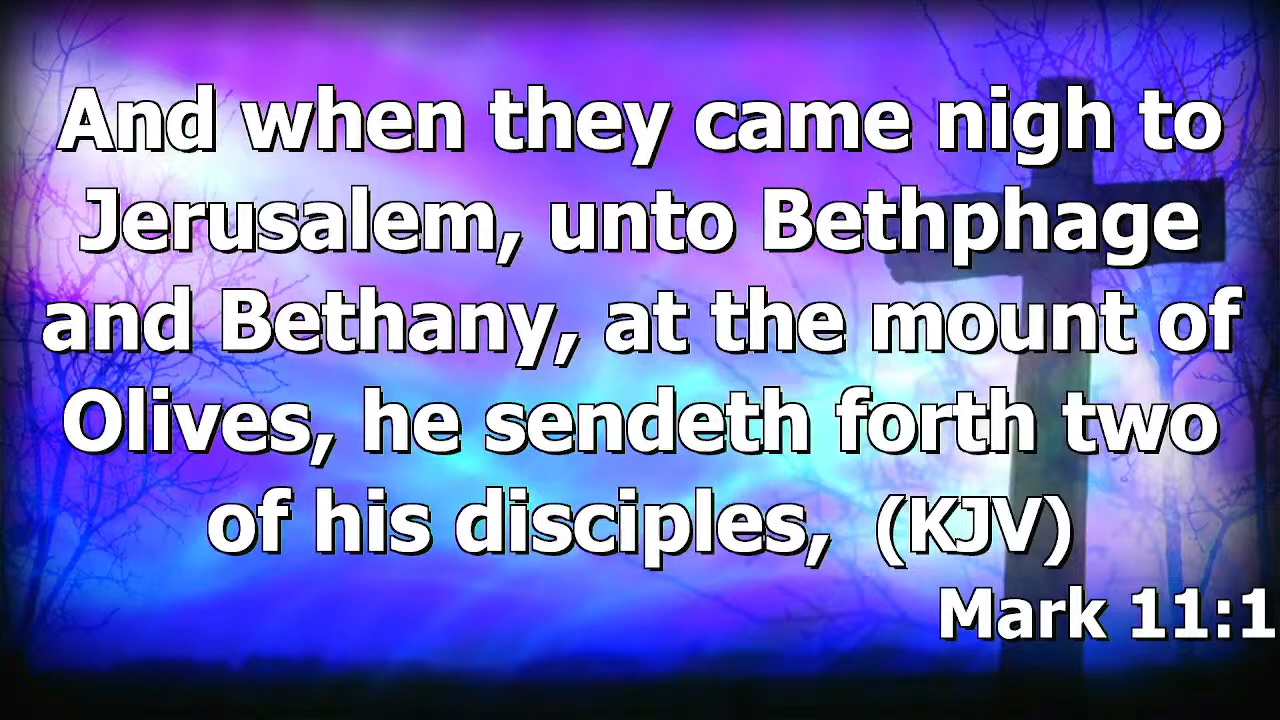 And when they came nigh to
Jerusalem, unto Bethphage
and Bethany, at the mount of
Olives, he sendeth forth two
of his disciples, (KJV)
Mark 11:1